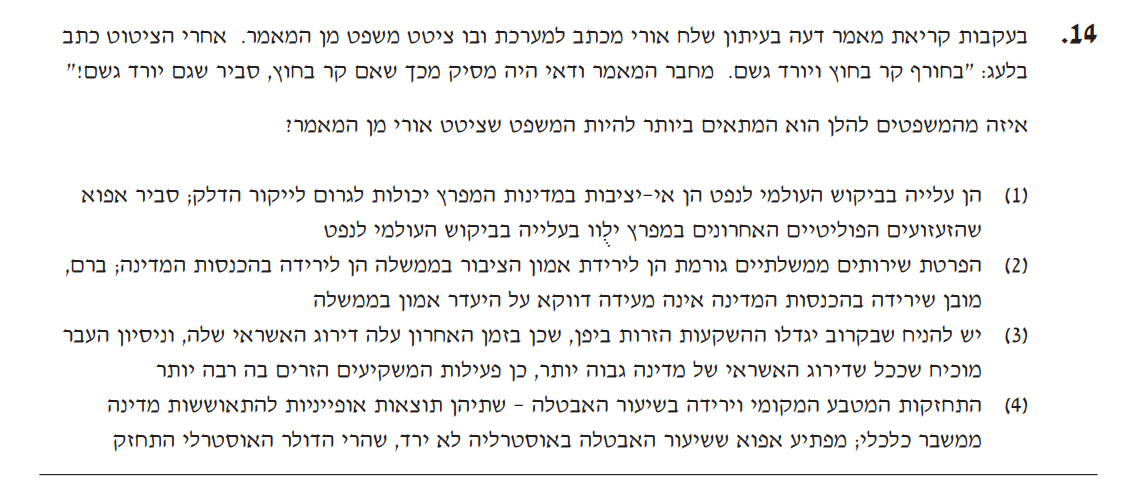 14. בעקבות קריאת מאמר דעה בעיתון שלח אורי מכתב למערכת ובו ציטט משפט מן המאמר. אחרי הציטוט כתב
בלעג: "בחורף קר בחוץ ויורד גשם. מחבר המאמר ודאי היה מסיק מכך שאם קר בחוץ, סביר שגם יורד גשם!"
איזה מהמשפטים להלן הוא המתאים ביותר להיות המשפט שציטט אורי מן המאמר?
(1) הן עלייה בביקוש העולמי לנפט הן אי-יציבות במדינות המפרץ יכולות לגרום לייקור הדלק; סביר אפוא
שהזעזועים הפוליטיים האחרונים במפרץ ילֻוו בעלייה בביקוש העולמי לנפט
(2) הפרטת שירותים ממשלתיים גורמת הן לירידת אמון הציבור בממשלה הן לירידה בהכנסות המדינה; ברם,
מובן שירידה בהכנסות המדינה אינה מעידה דווקא על היעדר אמון בממשלה
(3) יש להניח שבקרוב יגדלו ההשקעות הזרות ביפן, שכן בזמן האחרון עלה דירוג האשראי שלה, וניסיון העבר
מוכיח שככל שדירוג האשראי של מדינה גבוה יותר, כן פעילות המשקיעים הזרים בה רבה יותר
(4) התחזקות המטבע המקומי וירידה בשיעור האבטלה – שתיהן תוצאות אופייניות להתאוששות מדינה
ממשבר כלכלי; מפתיע אפוא ששיעור האבטלה באוסטרליה לא ירד, שהרי הדולר האוסטרלי התחזק